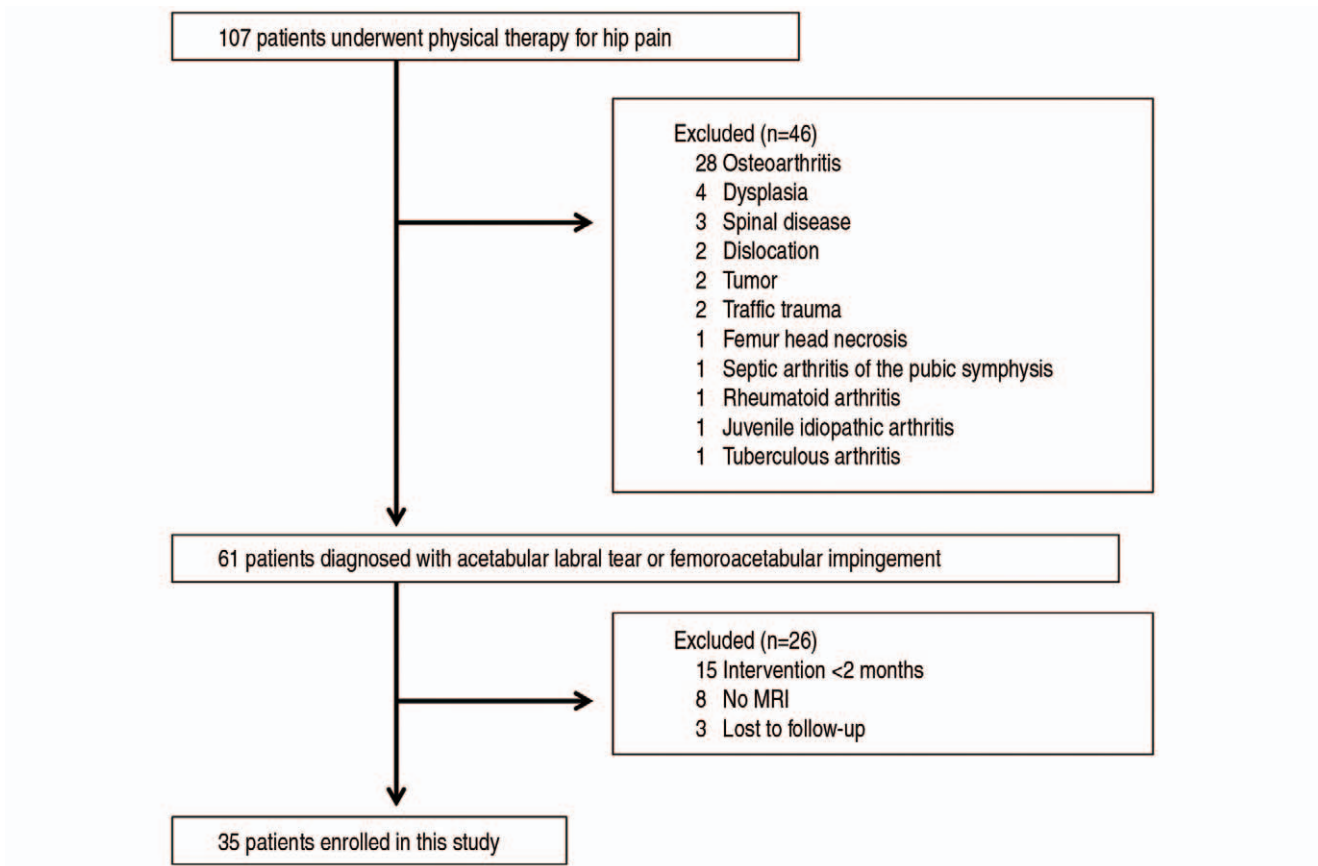 107 patients underwent physical therapy for hip pain
Excluded (n=46)
28 Osteoarthritis
4 Dysplasia
3 Spinal disease
2 Dislocation
2 Tumor
2 Traffic trauma
1 Femur head necrosis
1 Septic arthritis of the pubic symphysis
1 Rheumatoid arthritis
1 Juvenile idiopathic arthritis
1 Tuberculous arthritis
61 patients diagnosed with acetabular labral tear or femoroacetabular impingement
Excluded (n=26)
15 Intervention <2 months
8 No MRI
3 Lost to follow-up
35 patients enrolled in this study